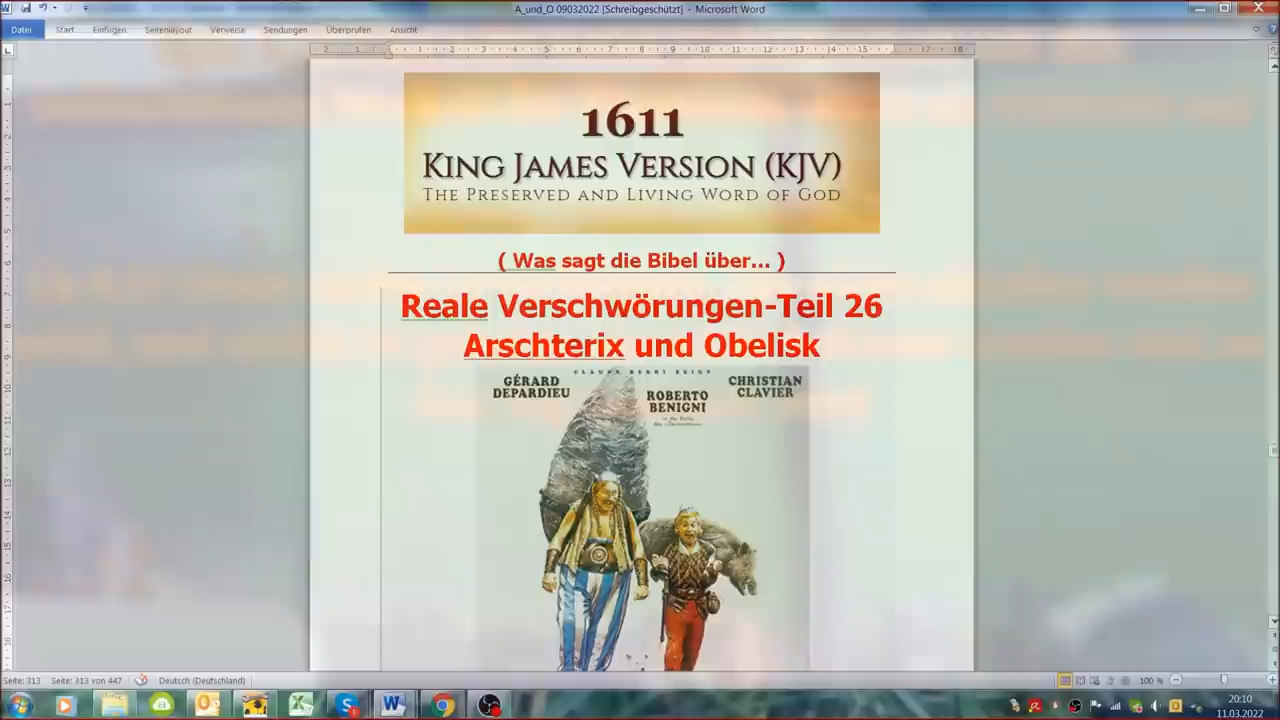 A_und_O 09032022 [Schreibgeschützt] - Microsoft Word
Datei Start Einfügen Seitenlayout Verweise Sendungen Überprüfen Ansicht
1611
KING JAMES VERSION (KJV)
THE PRESERVED AND LIVING WORD OF GOD
( Was sagt die Bibel über... )
Reale Verschwörungen-Teil 26
Arschterix und Obelisk
CLAUDE BERRI
GÉRARD DEPARDIEU
ROBERTO BENIGNI
CHRISTIAN CLAVIER
Seite: 313 Seite: 313 von 447 Deutsch (Deutschland) 100 %
20:10
11.03.2022